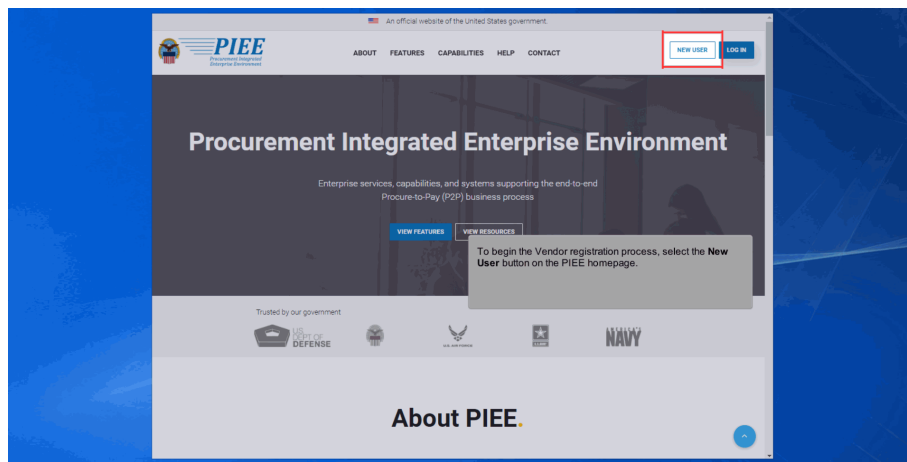 An official website of the United States government.
PIEE
Procurement Integrated
Enterprise Environment
ABOUT FEATURES CAPABILITIES HELP CONTACT
NEW USER
LOG IN
Procurement Integrated Enterprise Environment
Enterprise services, capabilities, and systems supporting the end-to-end
Procure-to-Pay (P2P) business process
VIEW FEATURES
VIEW RESOURCES
To begin the Vendor registration process, select the New
User button on the PIEE homepage.
Trusted by our government
U.S.
DEPT OF
DEFENSE
U.S. AIR FORCE
AMERICA'S
NAVY
About PIEE.